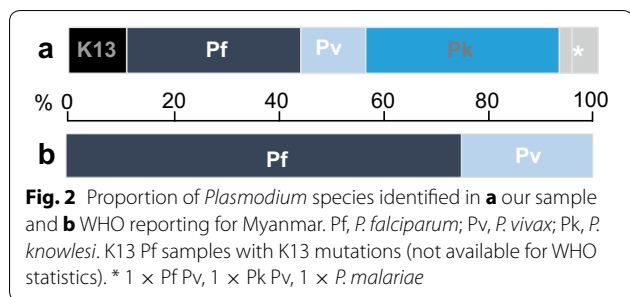 a K13 Pf Pv Pk *
% 0 20 40 60 80 100
b Pf Pv
Fig. 2 Proportion of Plasmodium species identified in a our sample
and b WHO reporting for Myanmar. Pf, P. falciparum; Pv, P. vivax; Pk, P.
knowlesi. K13 Pf samples with K13 mutations (not available for WHO
statistics). * 1 × Pf Pv, 1 × Pk Pv, 1 × P. malariae